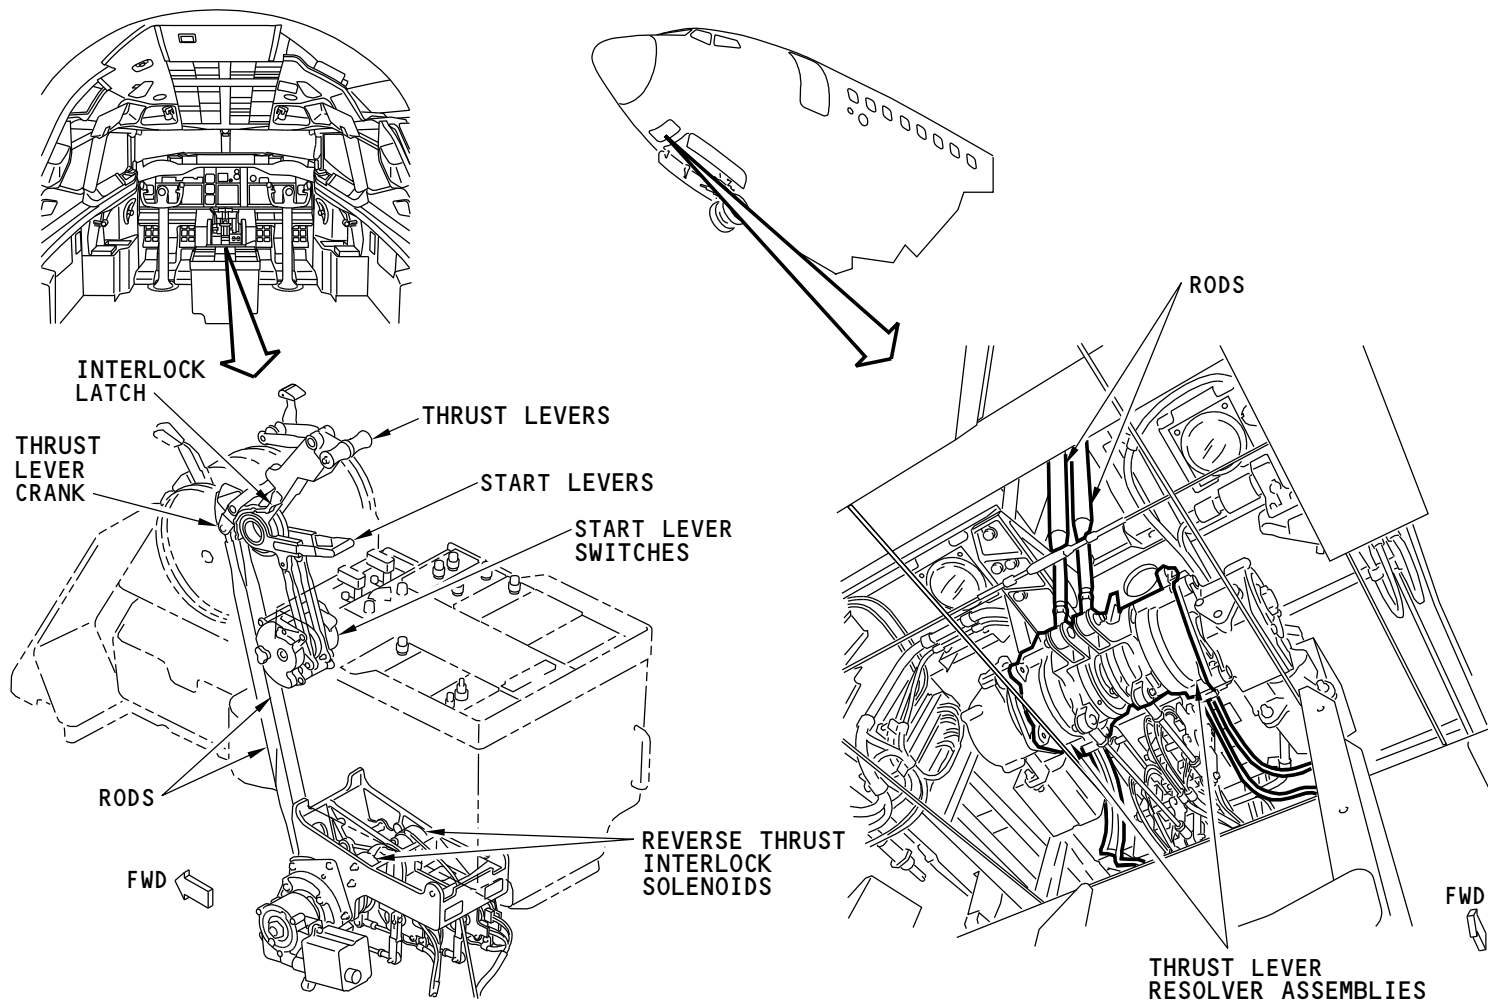 INTERLOCK
LATCH
THRUST
LEVER
CRANK
THRUST LEVERS
START LEVERS
START LEVER
SWITCHES
RODS
REVERSE THRUST
INTERLOCK
SOLENOIDS
FWD
RODS
FWD
THRUST LEVER
RESOLVER ASSEMBLIES